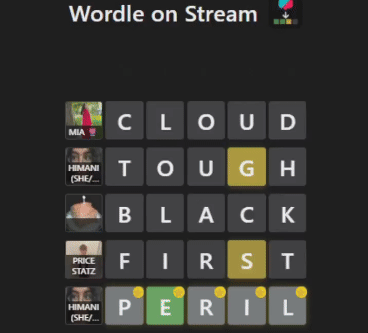 Wordle on Stream
MIA
C L O U D
HIMANI (SHE/...
T O U G H
B L A C K
PRICE STATZ
F I R S T
HIMANI (SHE/...
P E R I L